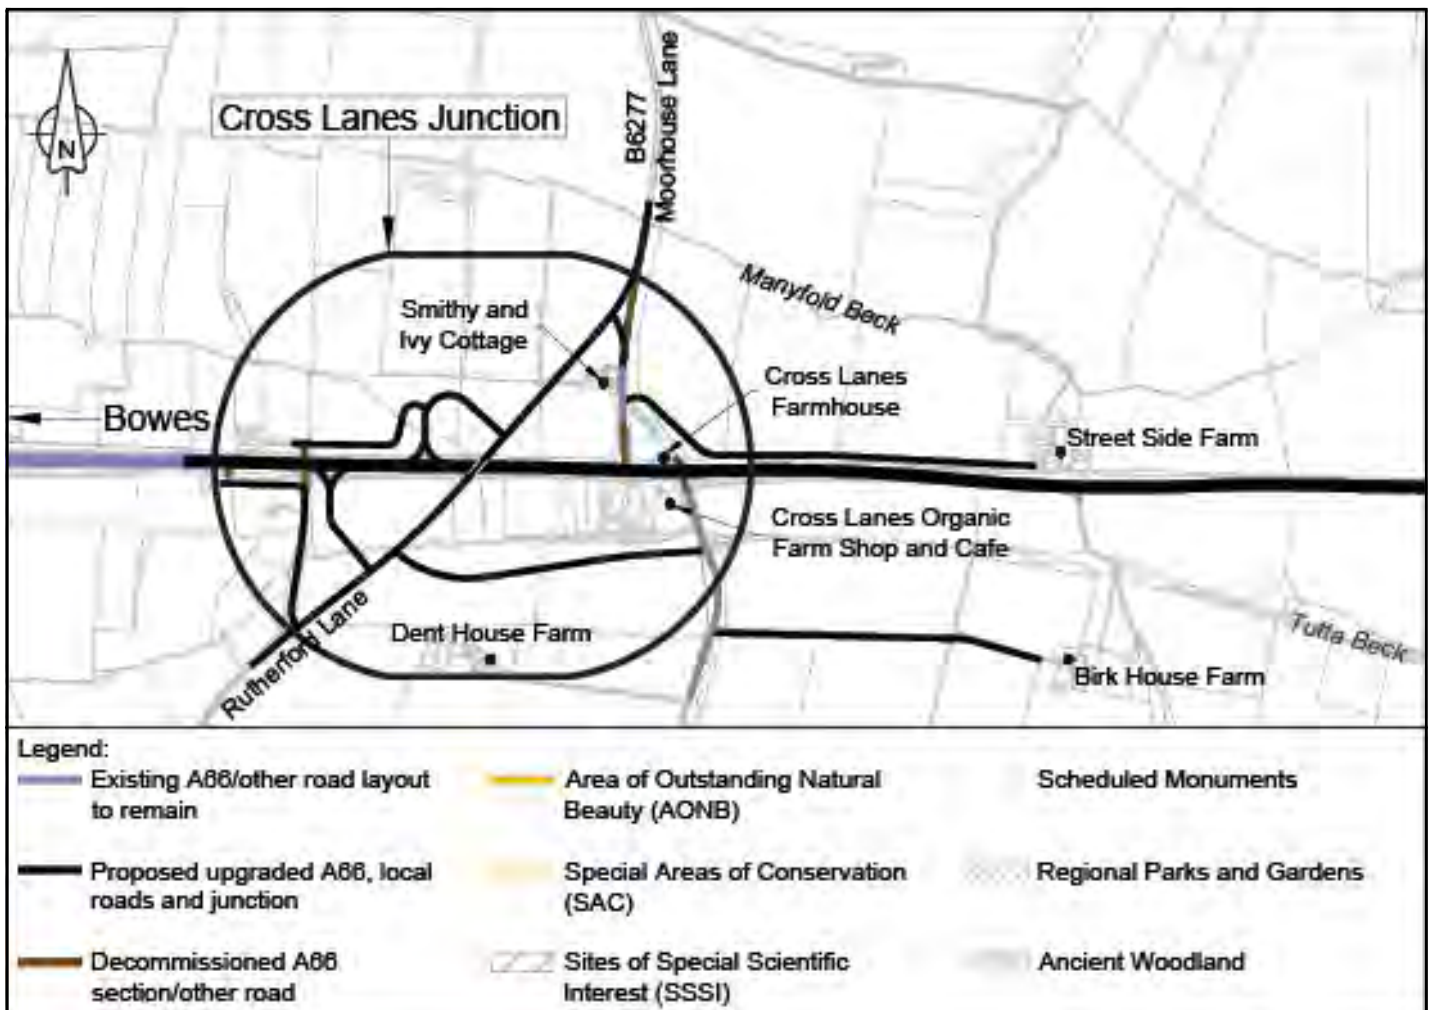 N
Cross Lanes Junction
B6277
Moorhouse Lane
Manyfold Beck
Smithy and
Ivy Cottage
Cross Lanes
Farmhouse
Bowes
Street Side Farm
Cross Lanes Organic
Farm Shop and Cafe
Rutherford Lane
Dent House Farm
Tutta Beck
Birk House Farm
Legend:
Existing A66/other road layout
to remain
Proposed upgraded A66, local
roads and junction
Decommissioned A66
section/other road
Area of Outstanding Natural
Beauty (AONB)
Special Areas of Conservation
(SAC)
Sites of Special Scientific
Interest (SSSI)
Scheduled Monuments
Regional Parks and Gardens
Ancient Woodland